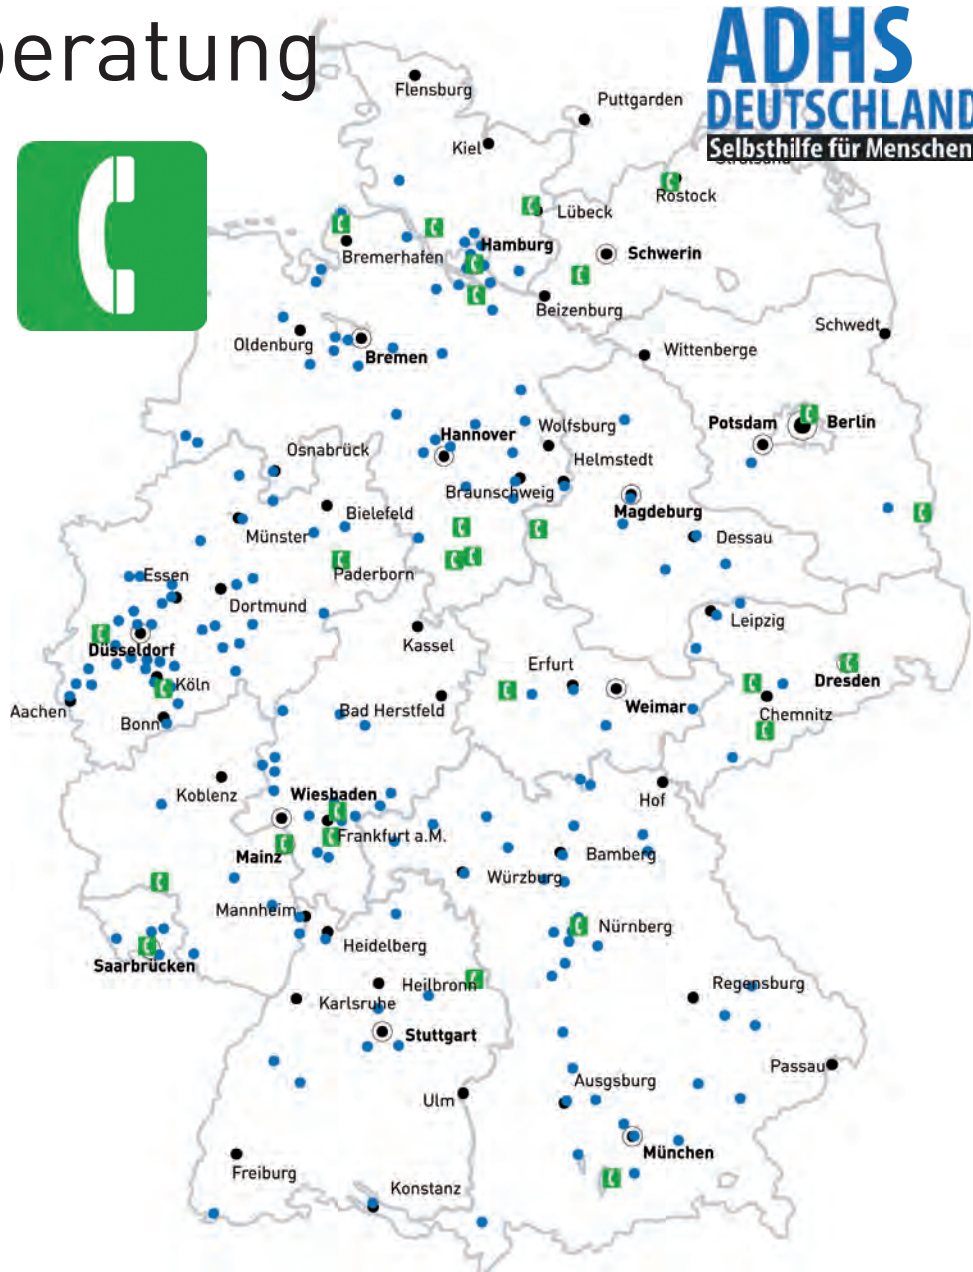 beratung
ADHS
DEUTSCHLAND
Selbsthilfe für Menschen
Flensburg
Puttgarden
Kiel
Stralsund
Rostock
Lübeck
Hamburg
Schwerin
Bremerhafen
Beizenburg
Schwedt
Oldenburg
Bremen
Wittenberge
Potsdam
Berlin
Hannover
Wolfsburg
Osnabrück
Helmstedt
Braunschweig
Magdeburg
Bielefeld
Münster
Dessau
Paderborn
Essen
Dortmund
Leipzig
Kassel
Düsseldorf
Erfurt
Dresden
Köln
Weimar
Aachen
Bonn
Bad Herstfeld
Chemnitz
Koblenz
Wiesbaden
Hof
Frankfurt a.M.
Mainz
Bamberg
Würzburg
Mannheim
Nürnberg
Heidelberg
Saarbrücken
Heilbronn
Regensburg
Karlsruhe
Stuttgart
Passau
Ausgsburg
Ulm
München
Freiburg
Konstanz